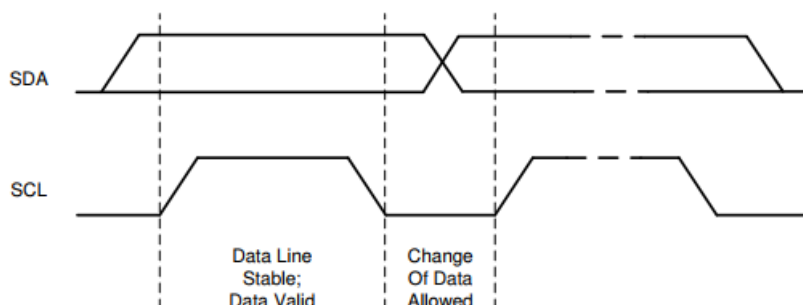 SDA
SCL
Data Line
Stable;
Data Valid
Change
Of Data
Allowed